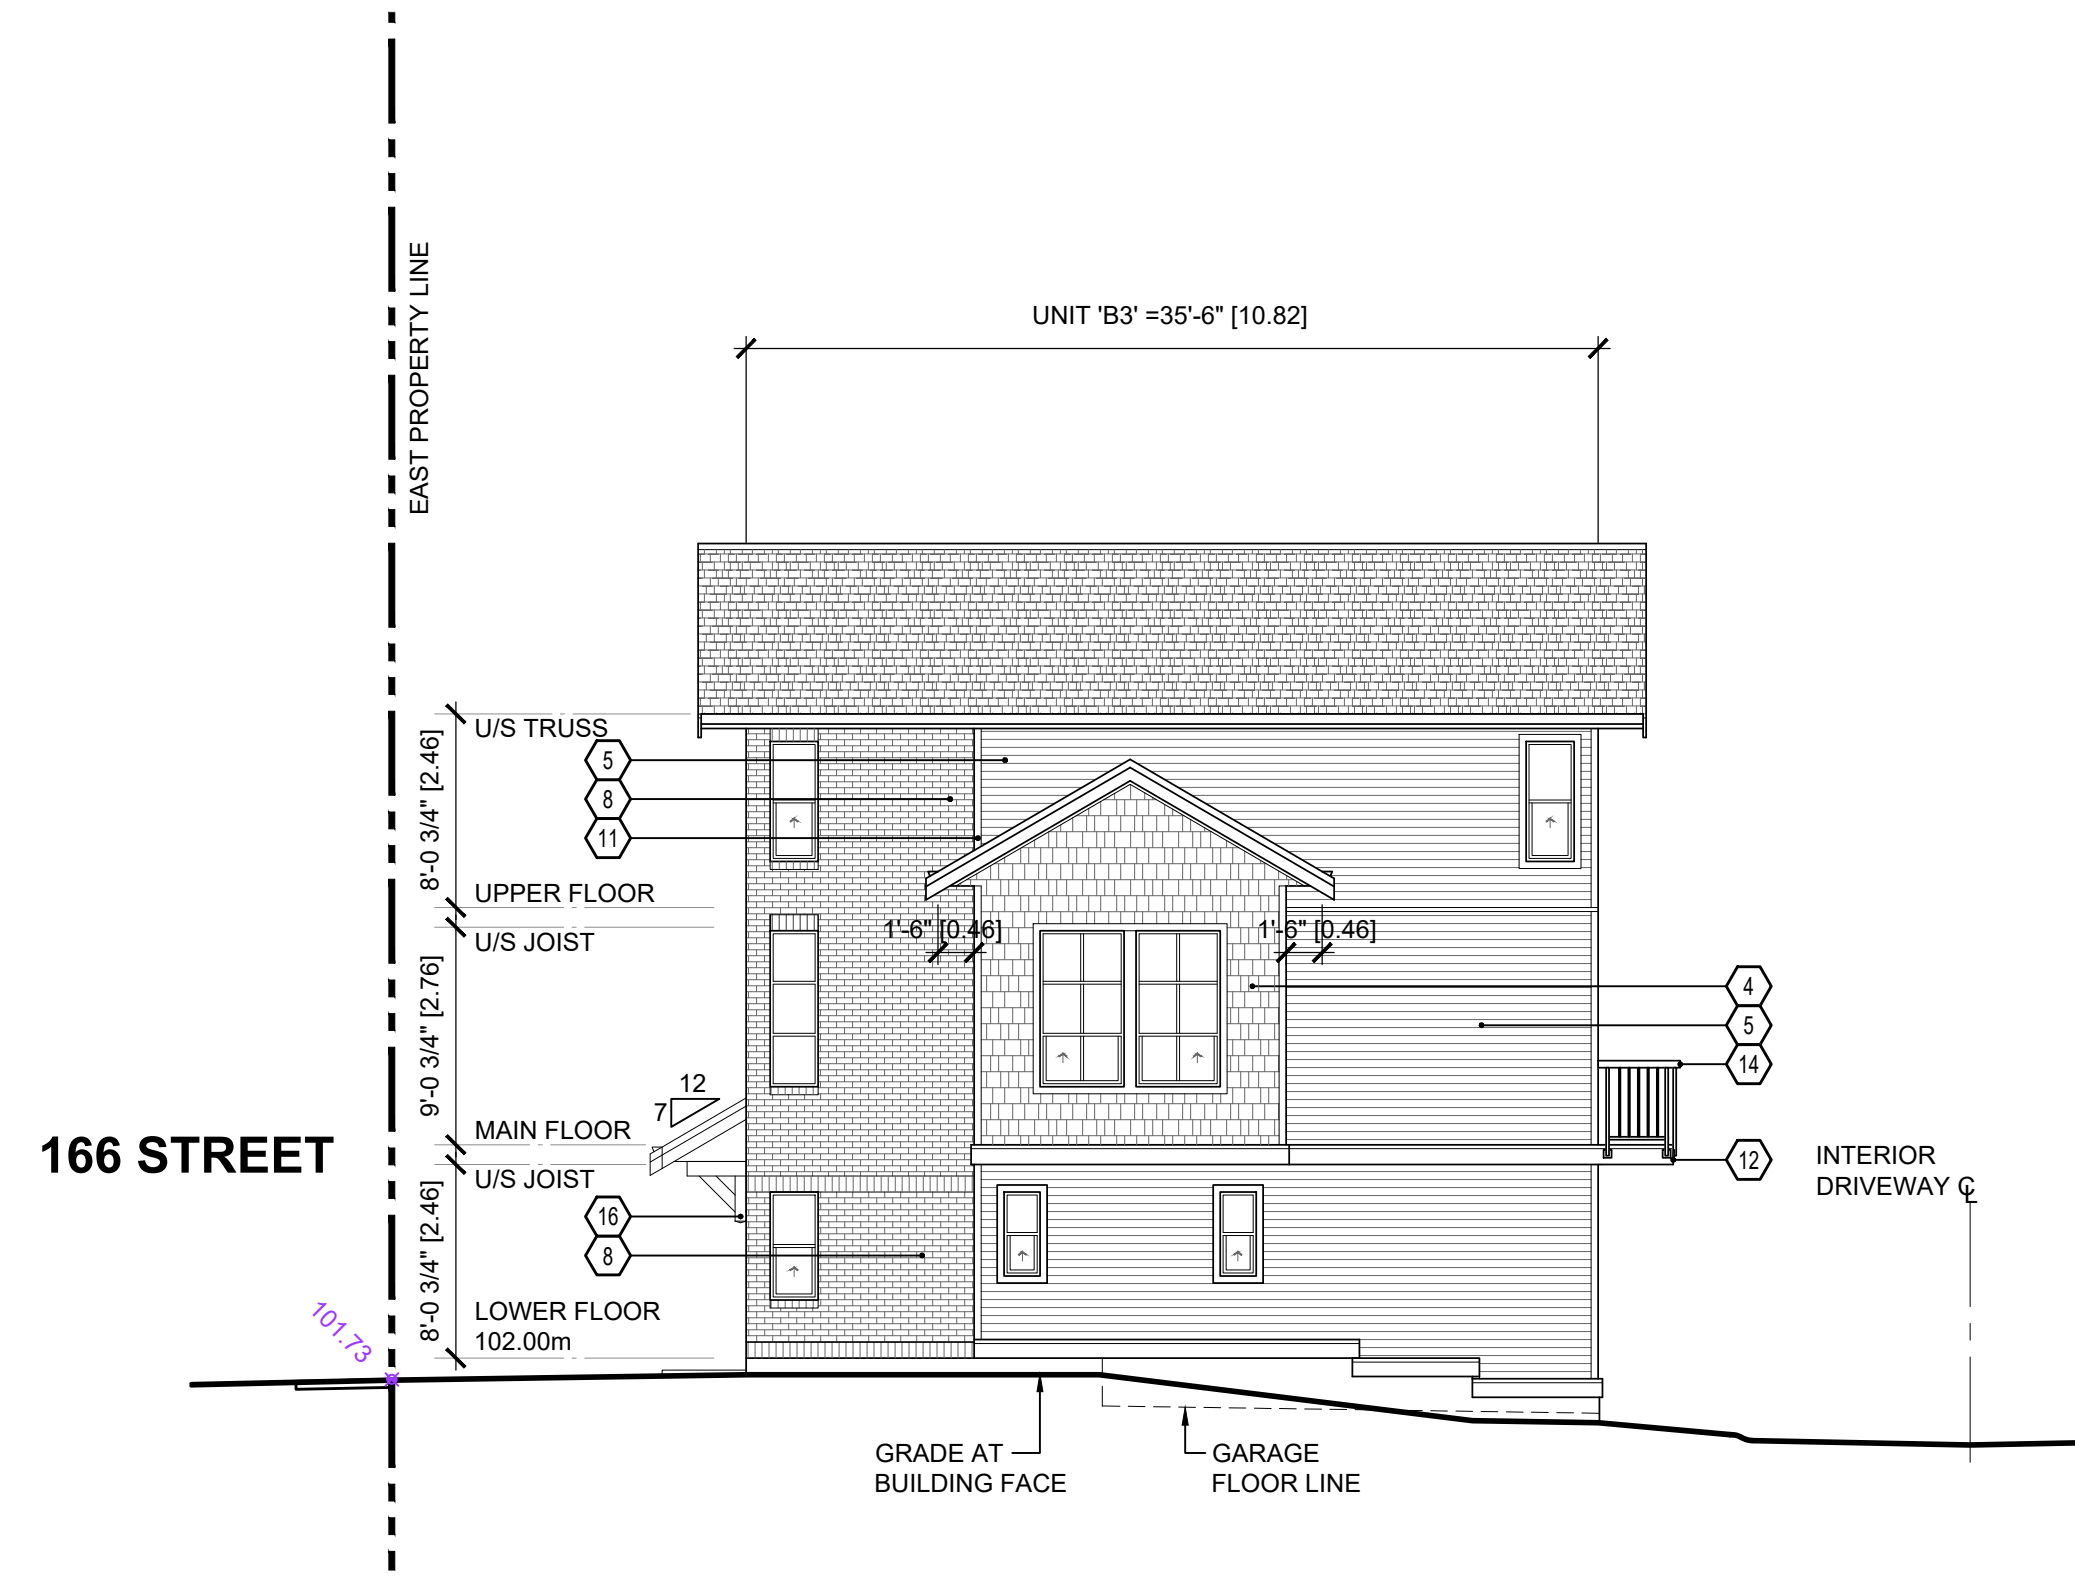 EAST PROPERTY LINE
UNIT 'B3' =35'-6" [10.82]
U/S TRUSS
5
8
11
8'-0 3/4" [2.46]
UPPER FLOOR
U/S JOIST
1'-6" [0.46]
1'-6" [0.46]
9'-0 3/4" [2.76]
4
5
14
12
7
MAIN FLOOR
166 STREET
U/S JOIST
12
INTERIOR
DRIVEWAY ℄
16
8
8'-0 3/4" [2.46]
LOWER FLOOR
102.00m
101.73
GRADE AT
BUILDING FACE
GARAGE
FLOOR LINE